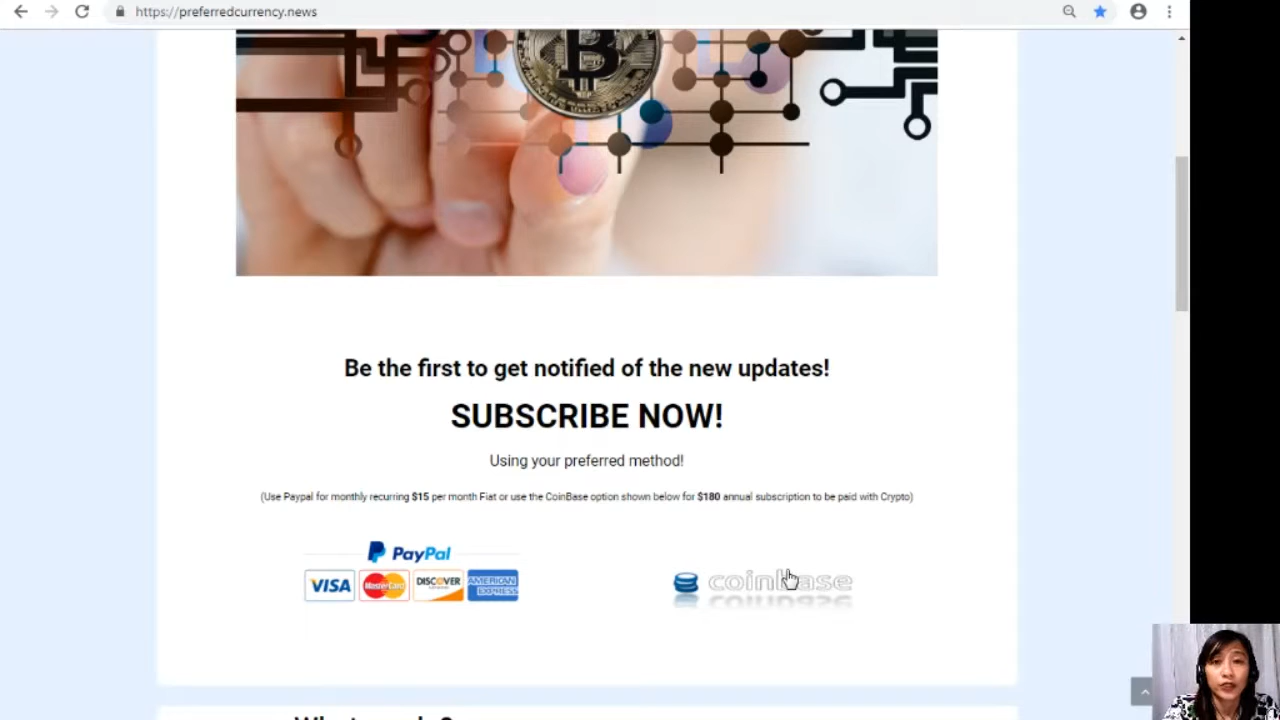 https://preferredcurrency.news
Be the first to get notified of the new updates!
SUBSCRIBE NOW!
Using your preferred method!
(Use Paypal for monthly recurring $15 per month Fiat or use the CoinBase option shown below for $180 annual subscription to be paid with Crypto)
PayPal
VISA MasterCard DISCOVER AMERICAN EXPRESS
coinbase